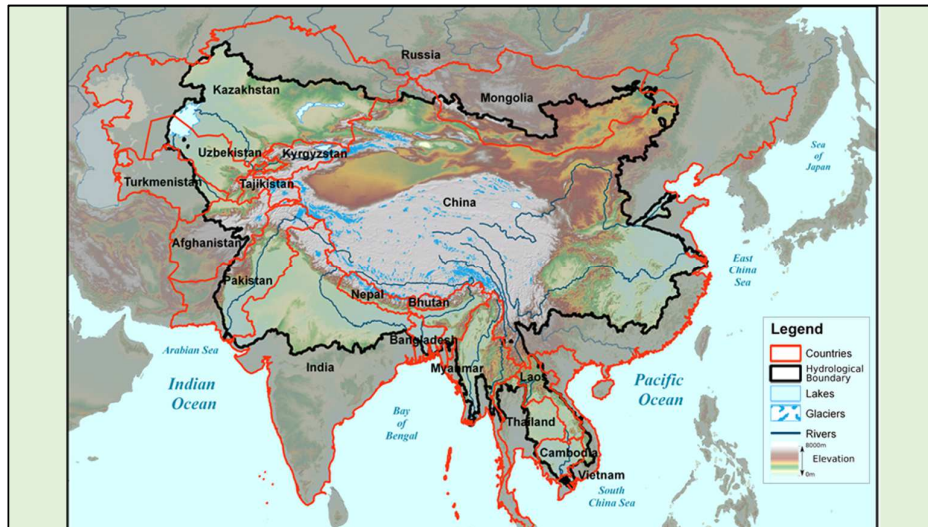 Russia
Kazakhstan
Mongolia
Sea
of
Japan
Uzbekistan
Kyrgyzstan
Turkmenistan
Tajikistan
China
Afghanistan
East
China
Sea
Pakistan
Nepal
Bhutan
Bangladesh
Arabian Sea
India
Myanmar
Laos
Indian
Ocean
Pacific
Ocean
Bay
of
Bengal
Thailand
Cambodia
Vietnam
South
China Sea
Legend
Countries
Hydrological
Boundary
Lakes
Glaciers
Rivers
8000m
Elevation
0m